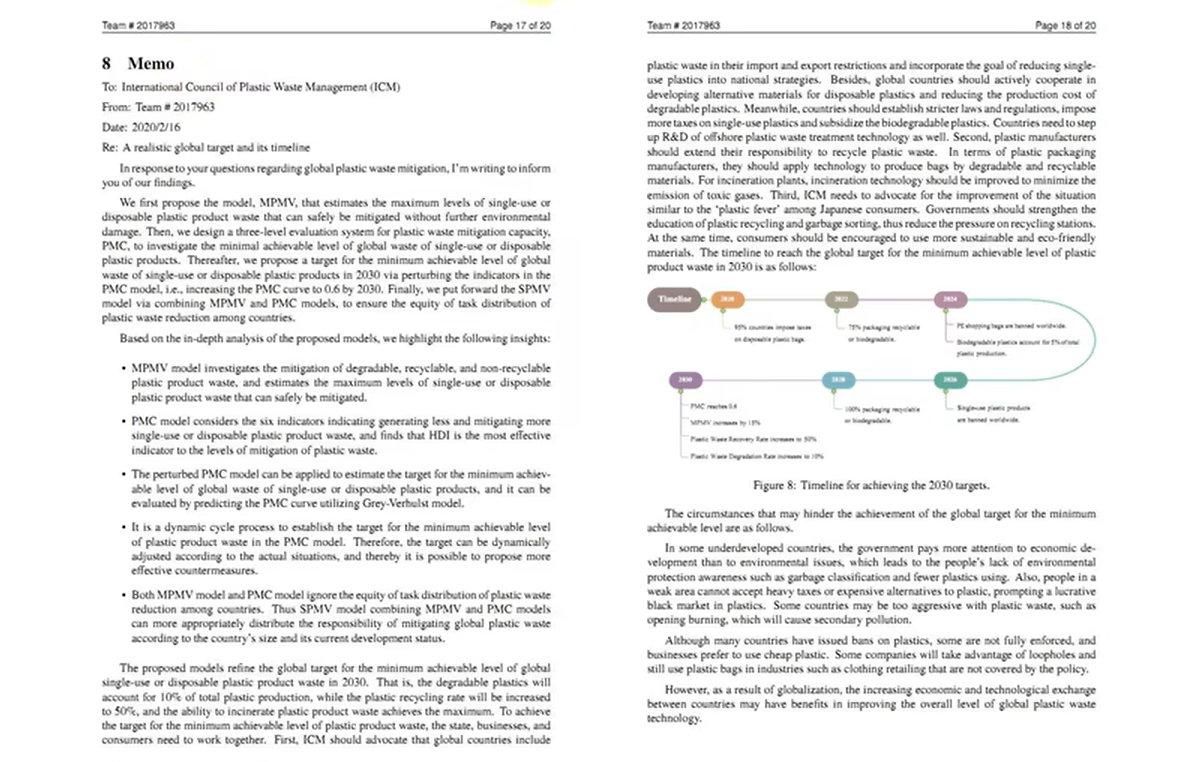 Team # 2017963 Page 17 of 20
8 Memo
To: International Council of Plastic Waste Management (ICM)
From: Team # 2017963
Date: 2020/2/16
Re: A realistic global target and its timeline
In response to your questions regarding global plastic waste mitigation, I'm writing to inform
you of our findings.
We first propose the model, MPMV, that estimates the maximum levels of single-use or
disposable plastic product waste that can safely be mitigated without further environmental
damage. Then, we design a three-level evaluation system for plastic waste mitigation capacity,
PMC, to investigate the minimal achievable level of global waste of single-use or disposable
plastic products. Thereafter, we propose a target for the minimum achievable level of global
waste of single-use or disposable plastic products in 2030 via perturbing the indicators in the
PMC model, i.e., increasing the PMC curve to 0.6 by 2030. Finally, we put forward the SPMV
model via combining MPMV and PMC models, to ensure the equity of task distribution of
plastic waste reduction among countries.
Based on the in-depth analysis of the proposed models, we highlight the following insights:
• MPMV model investigates the mitigation of degradable, recyclable, and non-recyclable
plastic product waste, and estimates the maximum levels of single-use or disposable
plastic product waste that can safely be mitigated.
• PMC model considers the six indicators indicating generating less and mitigating more
single-use or disposable plastic product waste, and finds that HDI is the most effective
indicator to the levels of mitigation of plastic waste.
• The perturbed PMC model can be applied to estimate the target for the minimum achiev-
able level of global waste of single-use or disposable plastic products, and it can be
evaluated by predicting the PMC curve utilizing Grey-Verhulst model.
• It is a dynamic cycle process to establish the target for the minimum achievable level
of plastic product waste in the PMC model. Therefore, the target can be dynamically
adjusted according to the actual situations, and thereby it is possible to propose more
effective countermeasures.
• Both MPMV model and PMC model ignore the equity of task distribution of plastic waste
reduction among countries. Thus SPMV model combining MPMV and PMC models
can more appropriately distribute the responsibility of mitigating global plastic waste
according to the country's size and its current development status.
The proposed models refine the global target for the minimum achievable level of global
single-use or disposable plastic product waste in 2030. That is, the degradable plastics will
account for 10% of total plastic production, while the plastic recycling rate will be increased
to 50%, and the ability to incinerate plastic product waste achieves the maximum. To achieve
the target for the minimum achievable level of plastic product waste, the state, businesses, and
consumers need to work together. First, ICM should advocate that global countries include
Team # 2017963 Page 18 of 20
plastic waste in their import and export restrictions and incorporate the goal of reducing single-
use plastics into national strategies. Besides, global countries should actively cooperate in
developing alternative materials for disposable plastics and reducing the production cost of
degradable plastics. Meanwhile, countries should establish stricter laws and regulations, impose
more taxes on single-use plastics and subsidize the biodegradable plastics. Countries need to step
up R&D of offshore plastic waste treatment technology as well. Second, plastic manufacturers
should extend their responsibility to recycle plastic waste. In terms of plastic packaging
manufacturers, they should apply technology to produce bags by degradable and recyclable
materials. For incineration plants, incineration technology should be improved to minimize the
emission of toxic gases. Third, ICM needs to advocate for the improvement of the situation
similar to the 'plastic fever' among Japanese consumers. Governments should strengthen the
education of plastic recycling and garbage sorting, thus reduce the pressure on recycling stations.
At the same time, consumers should be encouraged to use more sustainable and eco-friendly
materials. The timeline to reach the global target for the minimum achievable level of plastic
product waste in 2030 is as follows:
Timeline 2020 2022 2024
95% countries impose taxes
on disposable plastic bags.
75% packaging recyclable
or biodegradable.
PE shopping bags are banned worldwide.
Biodegradable plastics account for 5% of total
plastic production.
2030 2028 2026
PMC reaches 0.6
MPMV increases by 15%
Plastic Waste Recovery Rate increases to 50%
Plastic Waste Degradation Rate increases to 10%
100% packaging recyclable
or biodegradable.
Single-use plastic products
are banned worldwide.
Figure 8: Timeline for achieving the 2030 targets.
The circumstances that may hinder the achievement of the global target for the minimum
achievable level are as follows.
In some underdeveloped countries, the government pays more attention to economic de-
velopment than to environmental issues, which leads to the people's lack of environmental
protection awareness such as garbage classification and fewer plastics using. Also, people in a
weak area cannot accept heavy taxes or expensive alternatives to plastic, prompting a lucrative
black market in plastics. Some countries may be too aggressive with plastic waste, such as
opening burning, which will cause secondary pollution.
Although many countries have issued bans on plastics, some are not fully enforced, and
businesses prefer to use cheap plastic. Some companies will take advantage of loopholes and
still use plastic bags in industries such as clothing retailing that are not covered by the policy.
However, as a result of globalization, the increasing economic and technological exchange
between countries may have benefits in improving the overall level of global plastic waste
technology.